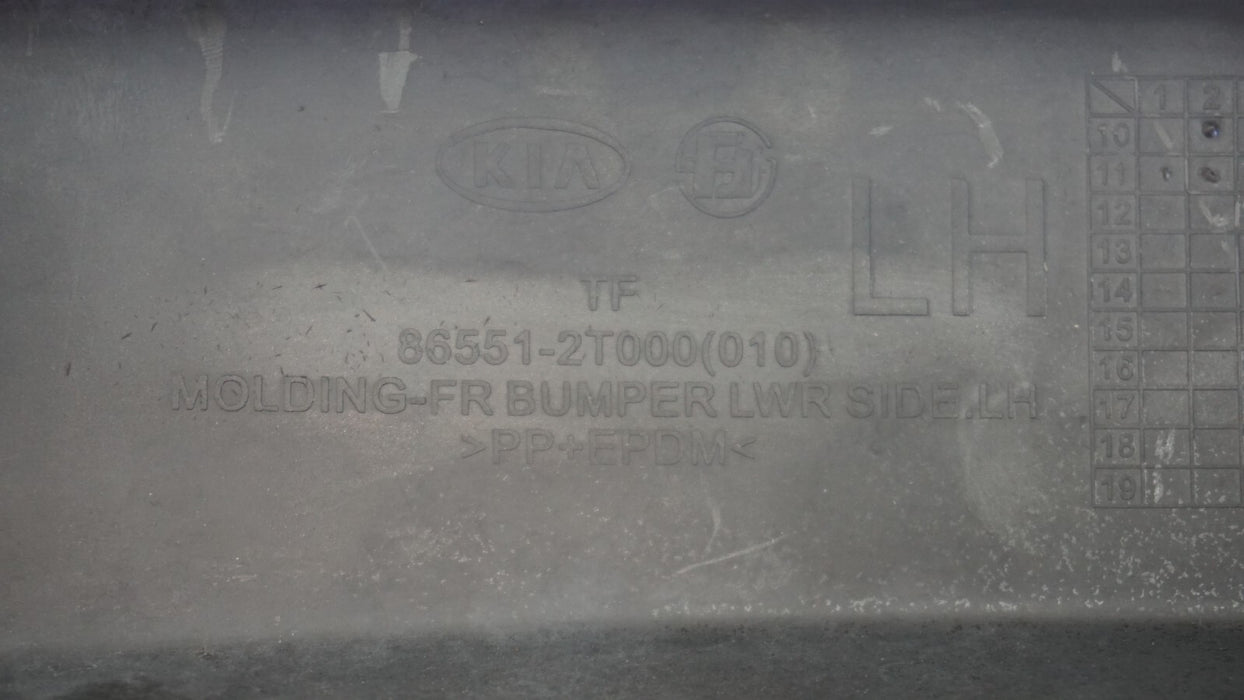 KIA
LH
TF
86551-2T000(010)
MOLDING-FR BUMPER LWR SIDE,LH
>PP+EPDM<
1 2
10
11
12
13
14
15
16
17
18
19